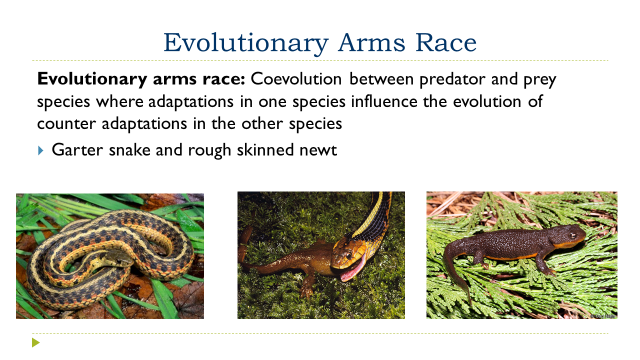 Evolutionary Arms Race
Evolutionary arms race: Coevolution between predator and prey
species where adaptations in one species influence the evolution of
counter adaptations in the other species
Garter snake and rough skinned newt